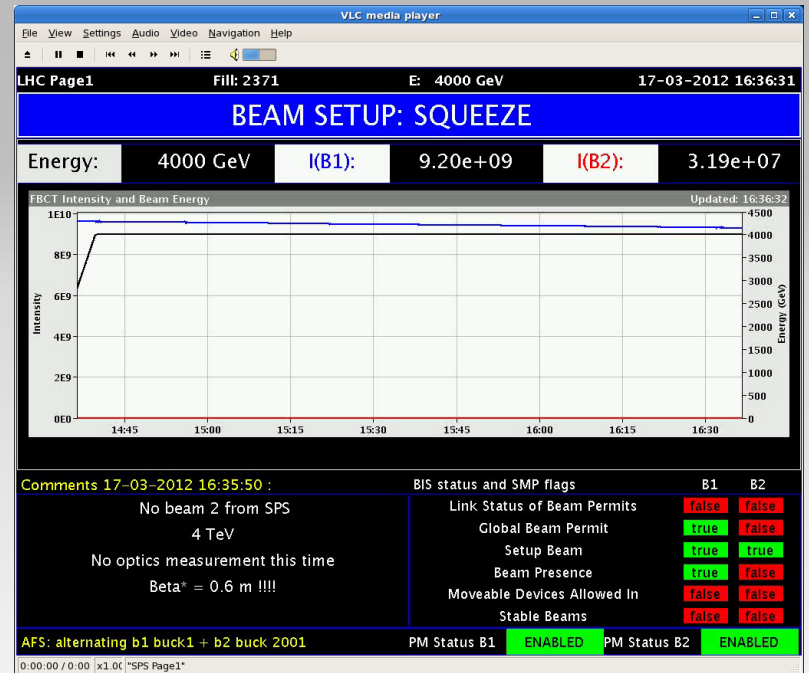 VLC media player
File View Settings Audio Video Navigation Help
LHC Page1 Fill: 2371 E: 4000 GeV 17-03-2012 16:36:31
BEAM SETUP: SQUEEZE
Energy: 4000 GeV I(B1): 9.20e+09 I(B2): 3.19e+07
FBCT Intensity and Beam Energy Updated: 16:36:32
1E10 4500
4000
8E9 3500
3000
6E9 2500
Intensity Energy (GeV)
2000
4E9 1500
2E9 1000
500
0E0 0
14:45 15:00 15:15 15:30 15:45 16:00 16:15 16:30
Comments 17-03-2012 16:35:50 :
No beam 2 from SPS
4 TeV
No optics measurement this time
Beta* = 0.6 m !!!!
BIS status and SMP flags B1 B2
Link Status of Beam Permits false false
Global Beam Permit true false
Setup Beam true true
Beam Presence true false
Moveable Devices Allowed In false false
Stable Beams false false
AFS: alternating b1 buck1 + b2 buck 2001 PM Status B1 ENABLED PM Status B2 ENABLED
0:00:00 / 0:00 x1.00 "SPS Page1"